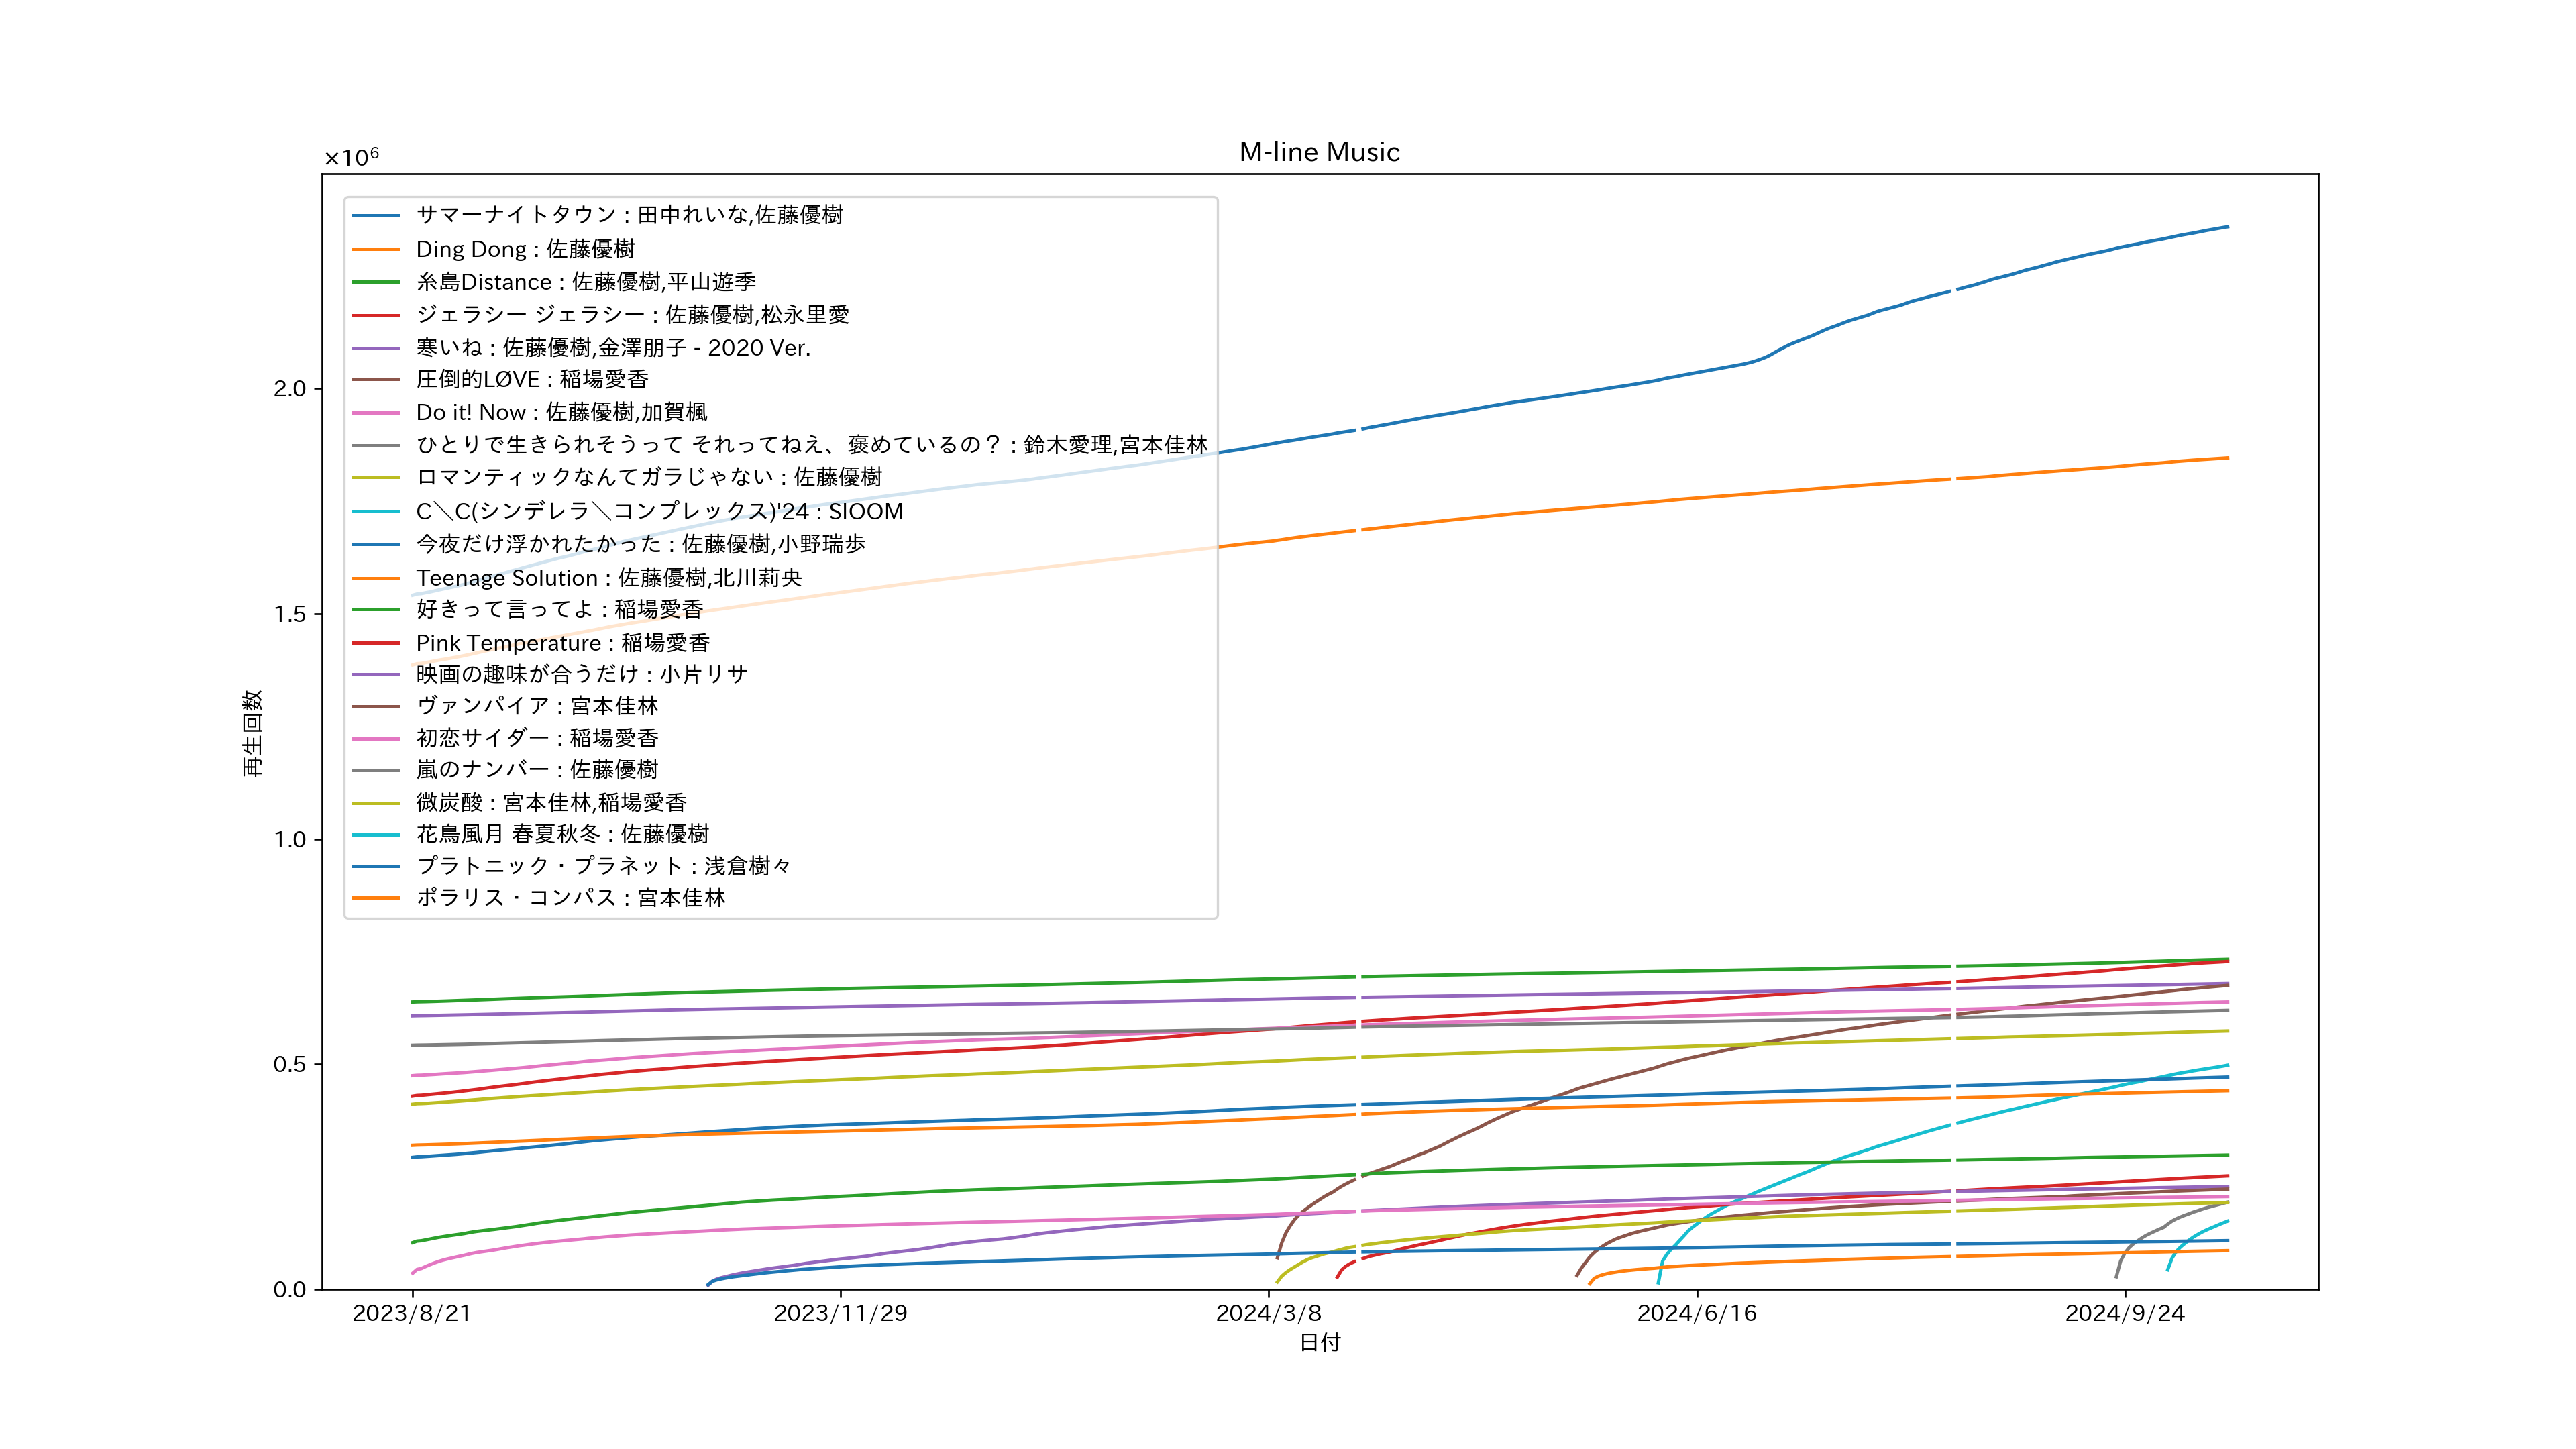 M-line Music
×10⁶
サマーナイトタウン : 田中れいな,佐藤優樹
Ding Dong : 佐藤優樹
糸島Distance : 佐藤優樹,平山遊季
ジェラシー ジェラシー : 佐藤優樹,松永里愛
寒いね : 佐藤優樹,金澤朋子 - 2020 Ver.
圧倒的LØVE : 稲場愛香
Do it! Now : 佐藤優樹,加賀楓
ひとりで生きられそうって それってねえ、褒めているの？ : 鈴木愛理,宮本佳林
ロマンティックなんてガラじゃない : 佐藤優樹
C＼C(シンデレラ＼コンプレックス)'24 : SIOOM
今夜だけ浮かれたかった : 佐藤優樹,小野瑞歩
Teenage Solution : 佐藤優樹,北川莉央
好きって言ってよ : 稲場愛香
Pink Temperature : 稲場愛香
映画の趣味が合うだけ : 小片リサ
ヴァンパイア : 宮本佳林
初恋サイダー : 稲場愛香
嵐のナンバー : 佐藤優樹
微炭酸 : 宮本佳林,稲場愛香
花鳥風月 春夏秋冬 : 佐藤優樹
プラトニック・プラネット : 浅倉樹々
ポラリス・コンパス : 宮本佳林
2.0
1.5
1.0
0.5
0.0
再生回数
2023/8/21
2023/11/29
2024/3/8
2024/6/16
2024/9/24
日付